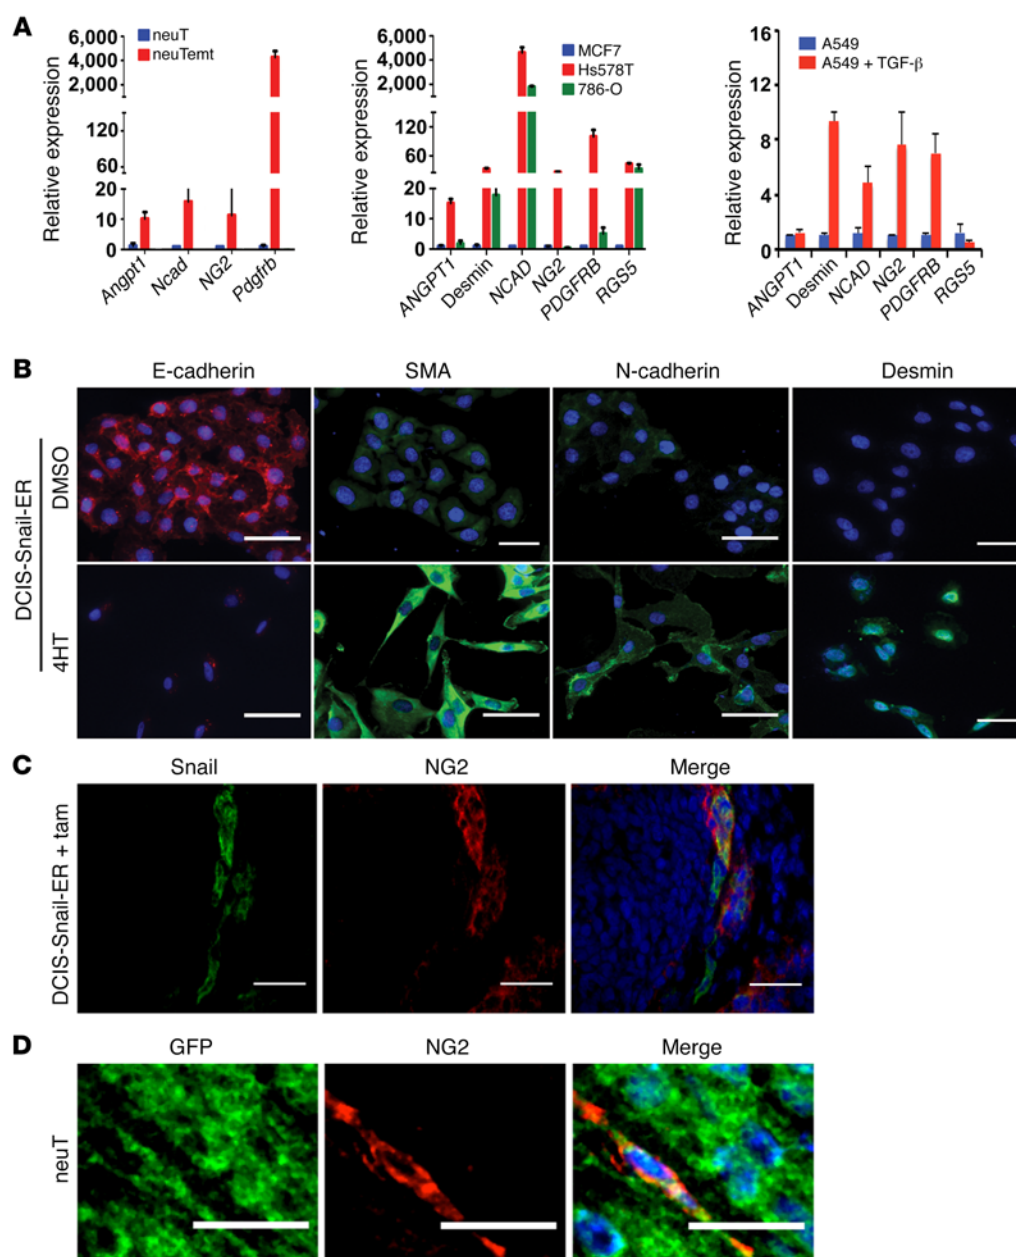 A
6,000
4,000
2,000
120
60
20
10
0
Relative expression
neuT
neuTemt
Angpt1
Ncad
NG2
Pdgfrb
6,000
4,000
2,000
120
60
20
10
0
Relative expression
MCF7
Hs578T
786-O
ANGPT1
Desmin
NCAD
NG2
PDGFRB
RGS5
16
12
8
4
0
Relative expression
A549
A549 + TGF-β
ANGPT1
Desmin
NCAD
NG2
PDGFRB
RGS5
B
E-cadherin SMA N-cadherin Desmin
DCIS-Snail-ER
DMSO
4HT
C
Snail NG2 Merge
DCIS-Snail-ER + tam
D
GFP NG2 Merge
neuT